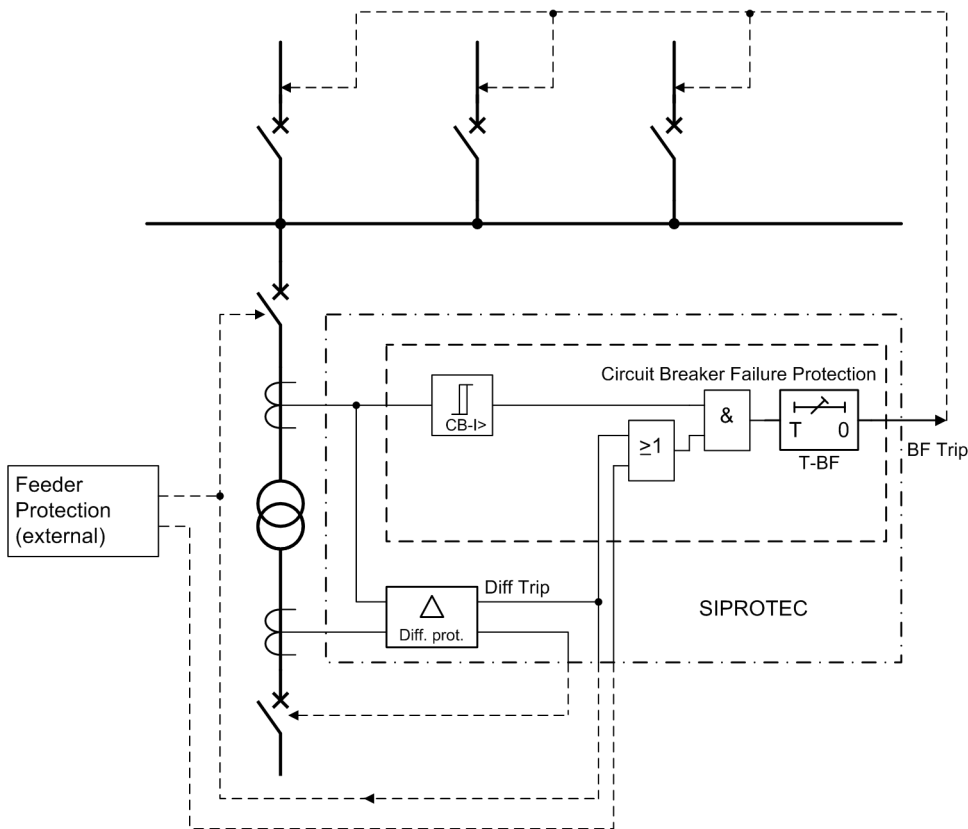 Circuit Breaker Failure Protection
CB-I>
&
≥1
T 0
T-BF
BF Trip
Feeder
Protection
(external)
Diff Trip
Δ
Diff. prot.
SIPROTEC